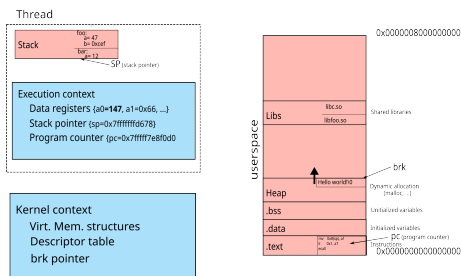 Thread
Stack
foo:
a= 47
b= 0xcef
bar:
a= 12
SP (stack pointer)
Execution context
Data registers {a0=147, a1=0x66, ...}
Stack pointer {sp=0x7fffffffd678}
Program counter {pc=0x7ffff7e8f0d0}
Kernel context
Virt. Mem. structures
Descriptor table
brk pointer
userspace
0x0000008000000000
libc.so
Libs
libfoo.so
Shared libraries
brk
Hello world!\0
Heap
Dynamic allocation
(malloc, ...)
.bss
Unitialized variables
.data
Initialized variables
.text
pc (program counter)
Instructions
0x0000000000000000